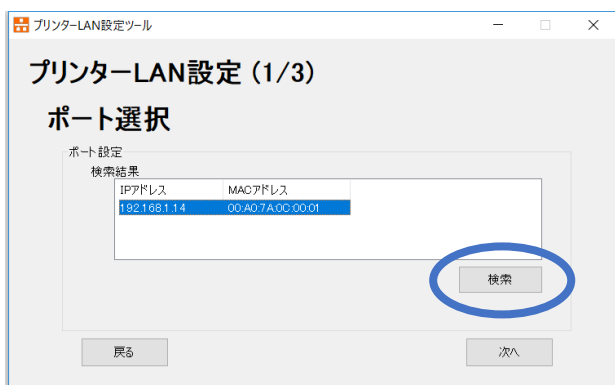 プリンターLAN設定ツール
プリンターLAN設定 (1/3)
ポート選択
ポート設定
検索結果
IPアドレス MACアドレス
192.168.1.14 00:A0:7A:0C:00:01
検索
戻る 次へ